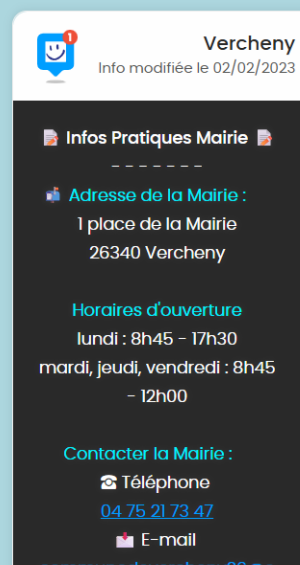 1
Vercheny
Info modifiée le 02/02/2023
Infos Pratiques Mairie
- - - - - - -
Adresse de la Mairie :
1 place de la Mairie
26340 Vercheny
Horaires d'ouverture
lundi : 8h45 - 17h30
mardi, jeudi, vendredi : 8h45
- 12h00
Contacter la Mairie :
Téléphone
04 75 21 73 47
E-mail